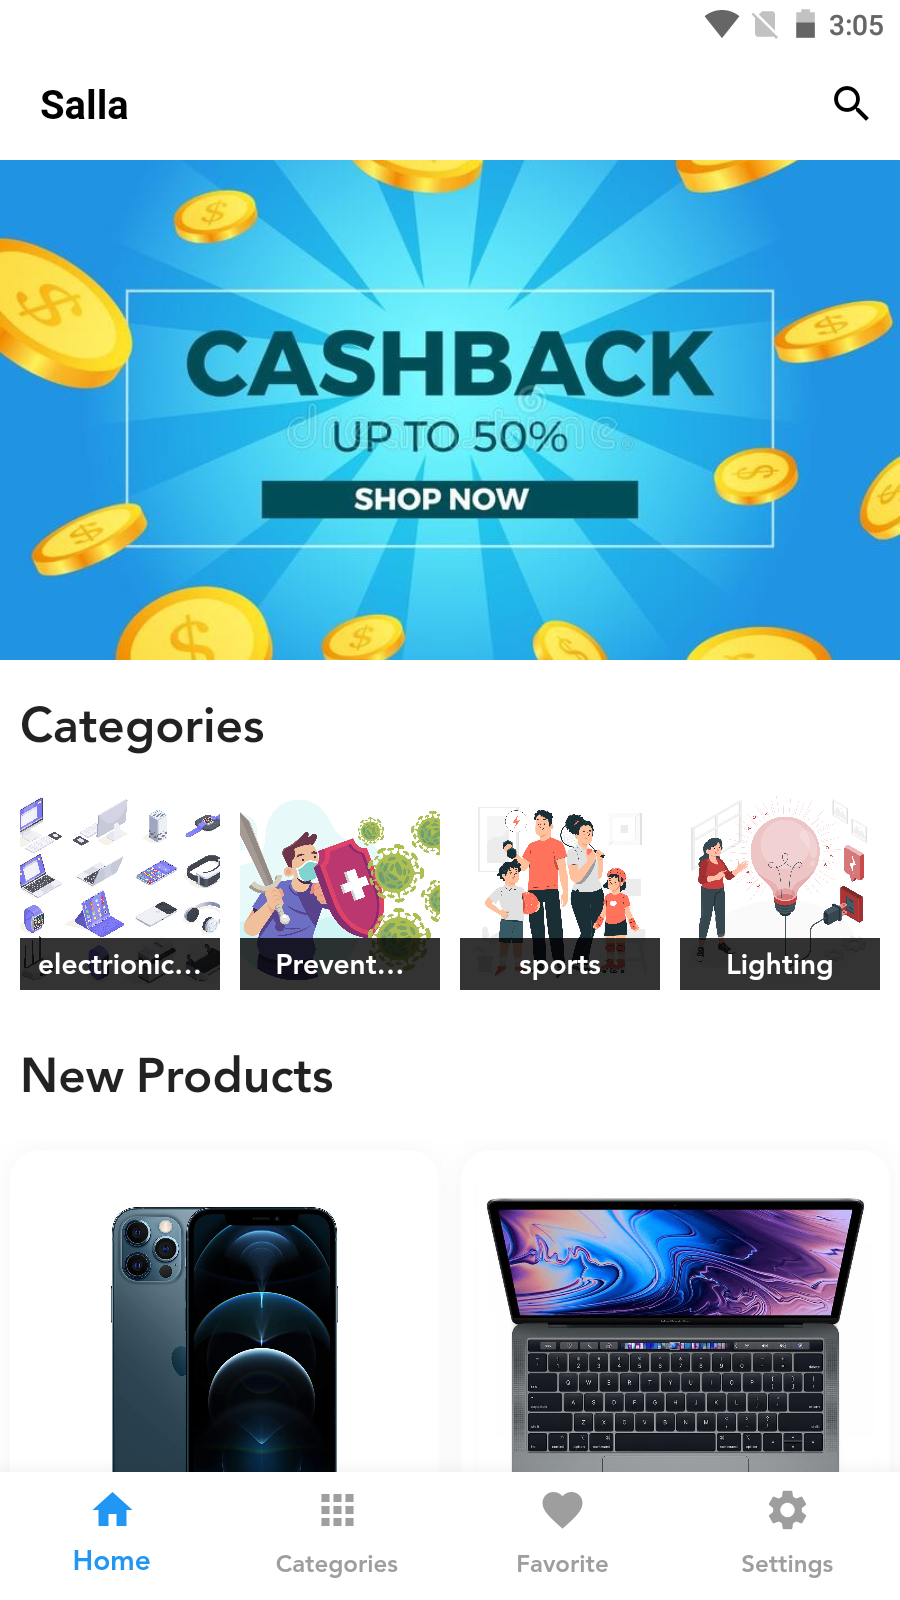 3:05
Salla
CASHBACK
UP TO 50%
SHOP NOW
Categories
electrionic...
Prevent...
sports
Lighting
New Products
Home
Categories
Favorite
Settings